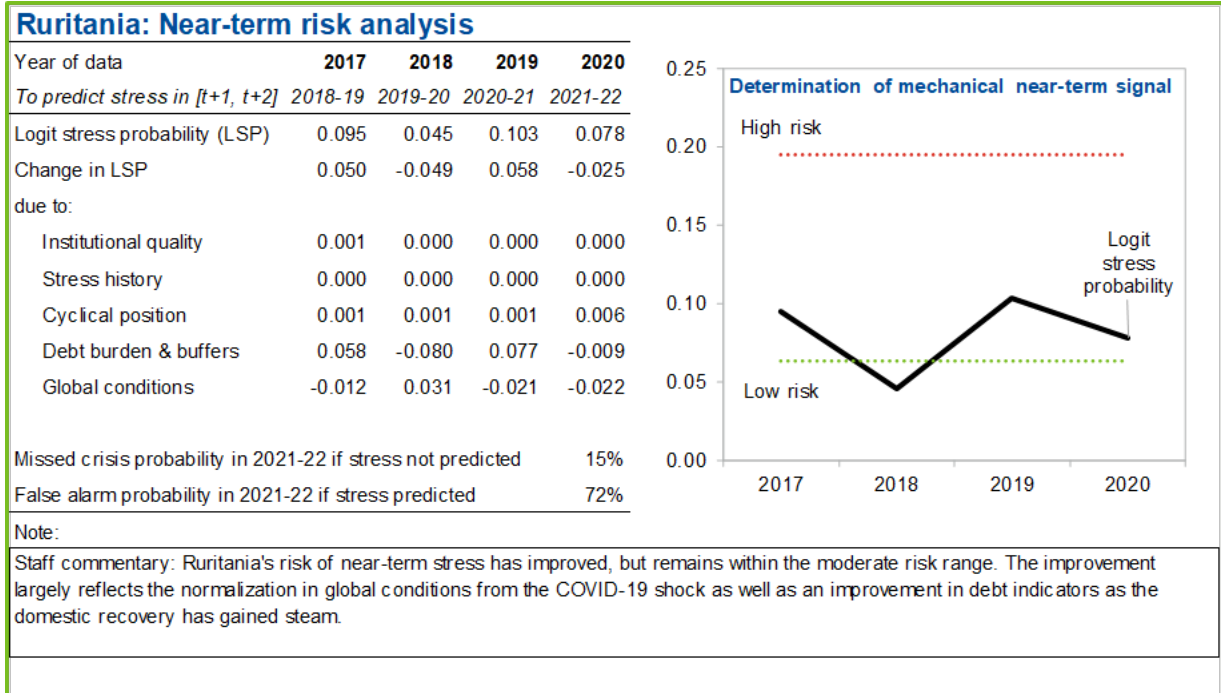 Ruritania: Near-term risk analysis
Year of data 2017 2018 2019 2020
To predict stress in [t+1, t+2] 2018-19 2019-20 2020-21 2021-22
Logit stress probability (LSP) 0.095 0.045 0.103 0.078
Change in LSP 0.050 -0.049 0.058 -0.025
due to:
Institutional quality 0.001 0.000 0.000 0.000
Stress history 0.000 0.000 0.000 0.000
Cyclical position 0.001 0.001 0.001 0.006
Debt burden & buffers 0.058 -0.080 0.077 -0.009
Global conditions -0.012 0.031 -0.021 -0.022
Missed crisis probability in 2021-22 if stress not predicted 15%
False alarm probability in 2021-22 if stress predicted 72%
Determination of mechanical near-term signal
0.25
0.20
0.15
0.10
0.05
0.00
High risk
Logit
stress
probability
Low risk
2017 2018 2019 2020
Note:
Staff commentary: Ruritania's risk of near-term stress has improved, but remains within the moderate risk range. The improvement
largely reflects the normalization in global conditions from the COVID-19 shock as well as an improvement in debt indicators as the
domestic recovery has gained steam.